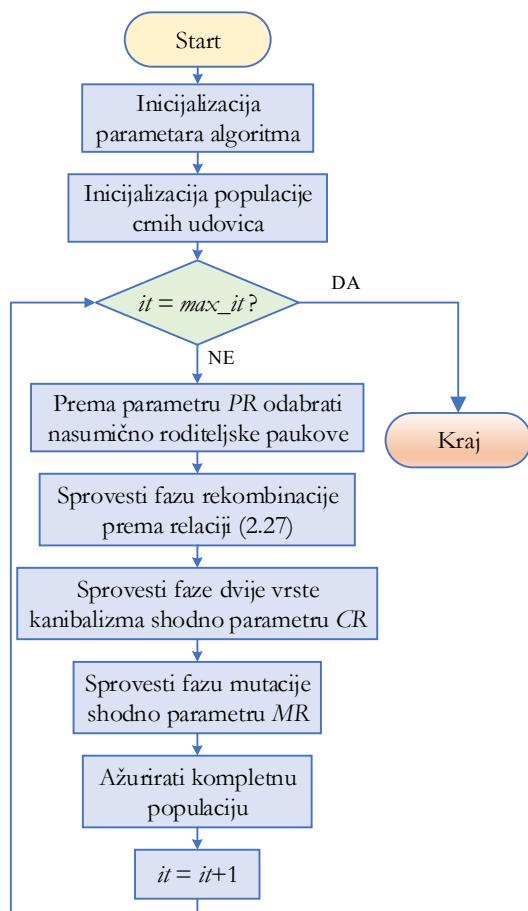 Start
Inicijalizacija
parametara algoritma
Inicijalizacija populacije
crnih udovica
it = max_it ?
DA
NE
Prema parametru PR odabrati
nasumično roditeljske paukove
Kraj
Sprovesti fazu rekombinacije
prema relaciji (2.27)
Sprovesti faze dvije vrste
kanibalizma shodno parametru CR
Sprovesti fazu mutacije
shodno parametru MR
Ažurirati kompletnu
populaciju
it = it+1